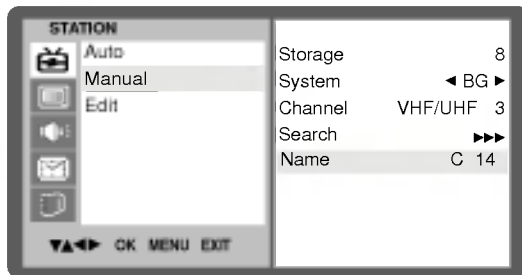 STATION
Auto
Manual
Edit
▼▲◀▶ OK MENU EXIT
Storage 8
System ◀ BG ▶
Channel VHF/UHF 3
Search ▶▶▶
Name C 14